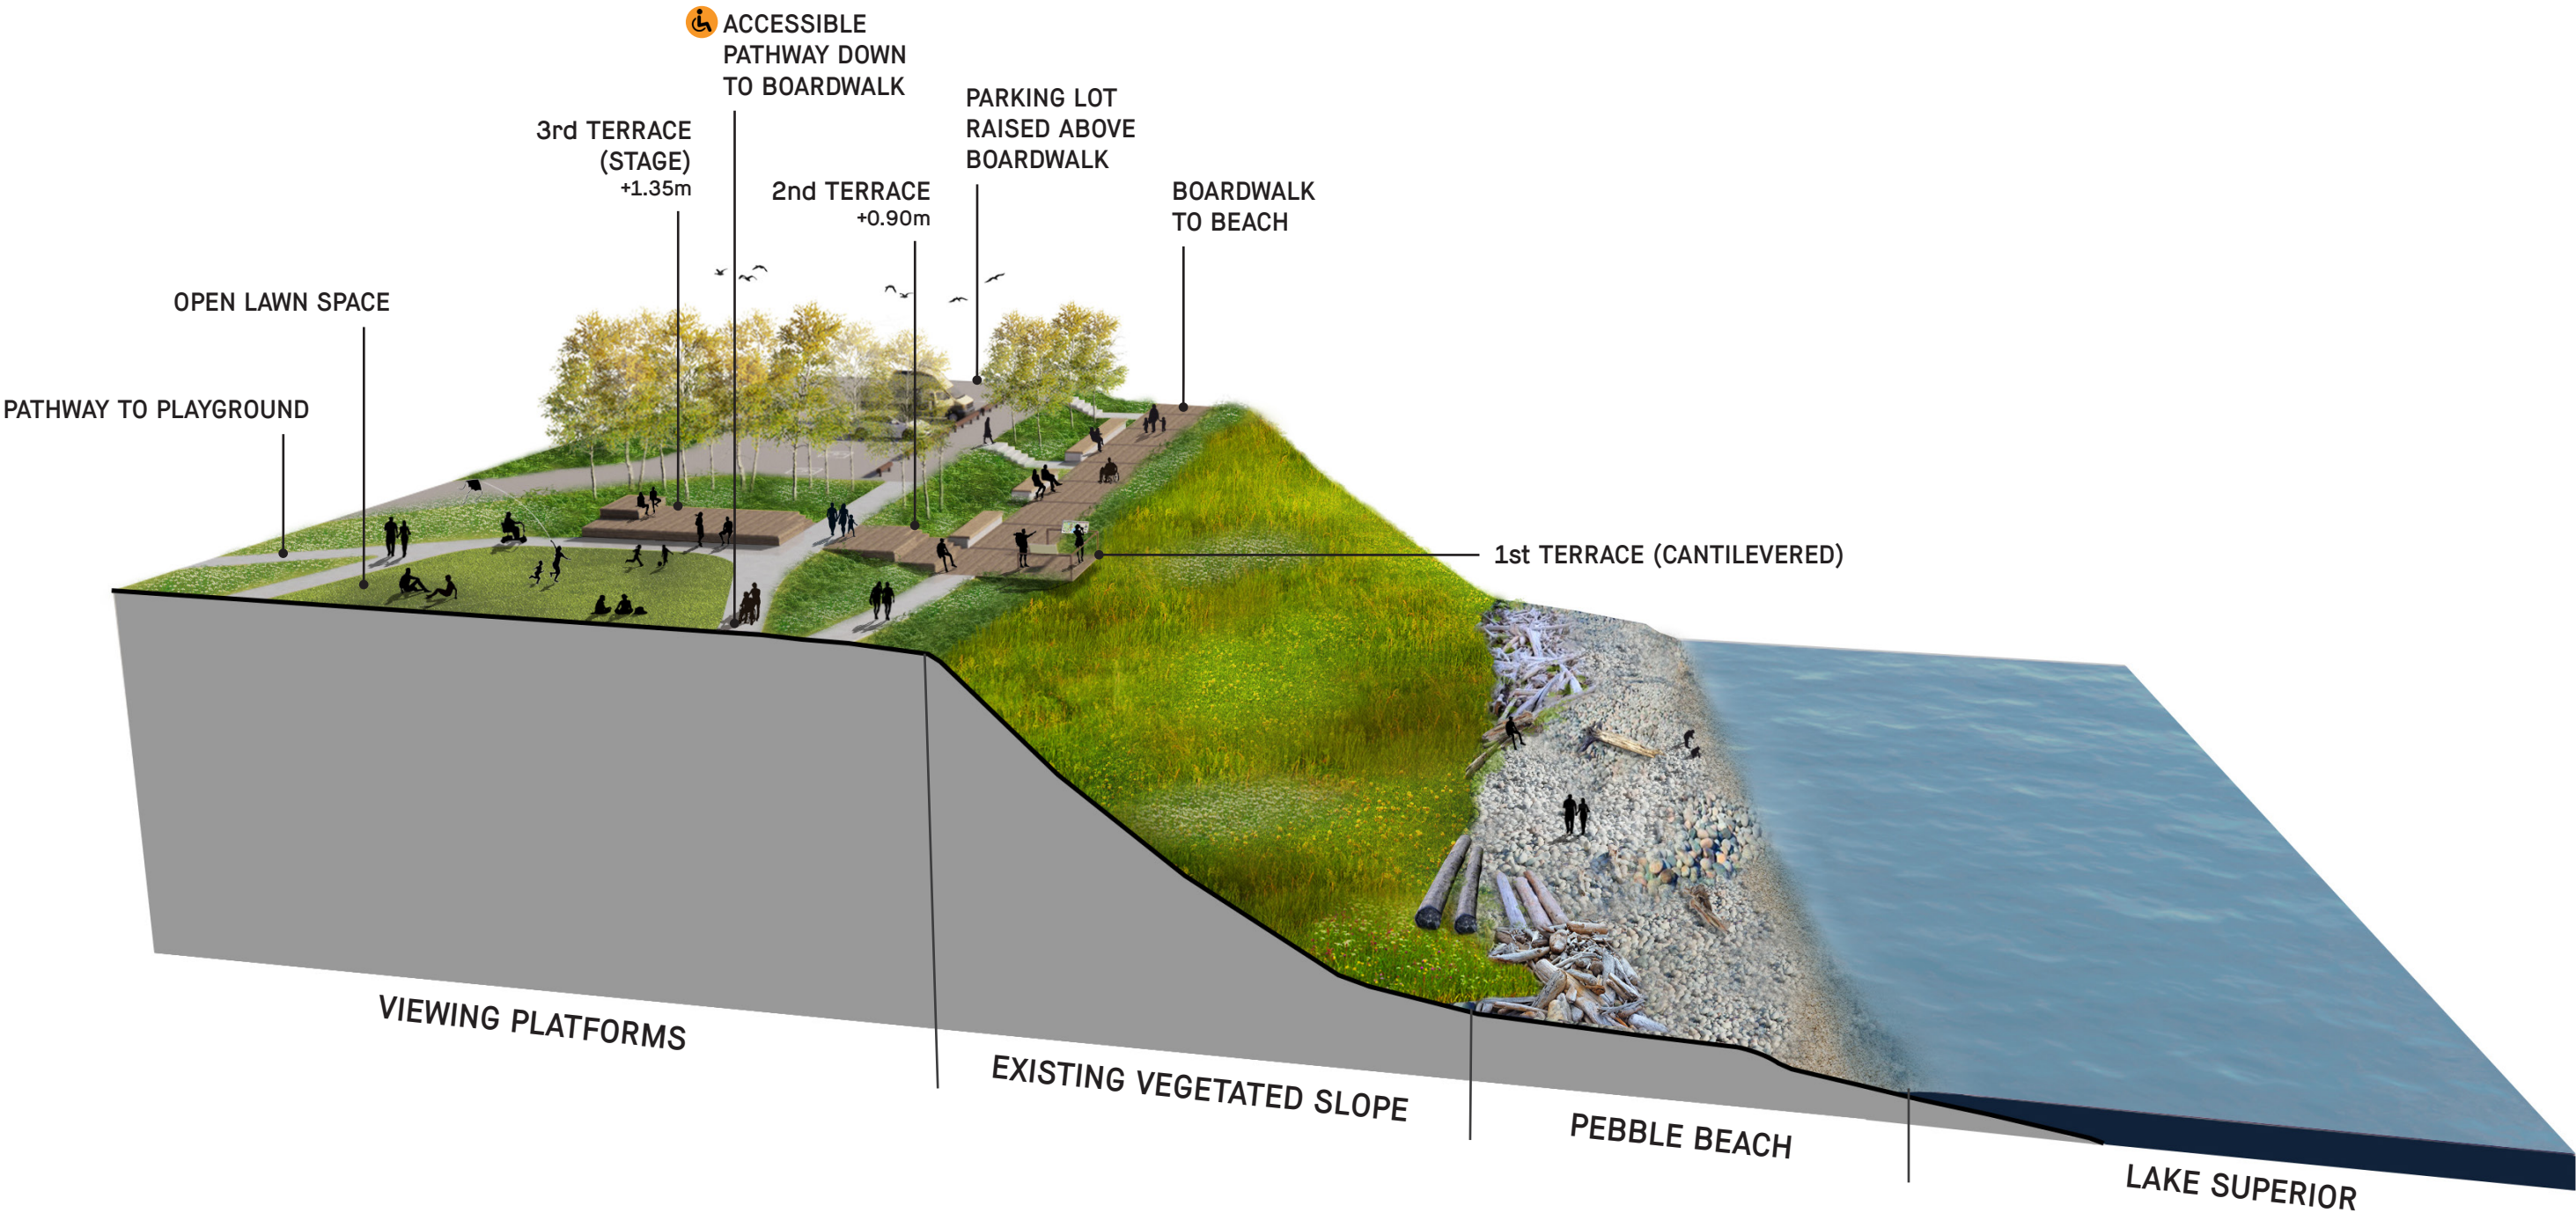 ACCESSIBLE
PATHWAY DOWN
TO BOARDWALK
PARKING LOT
RAISED ABOVE
BOARDWALK
3rd TERRACE
(STAGE)
+1.35m
2nd TERRACE
+0.90m
BOARDWALK
TO BEACH
OPEN LAWN SPACE
PATHWAY TO PLAYGROUND
1st TERRACE (CANTILEVERED)
VIEWING PLATFORMS
EXISTING VEGETATED SLOPE
PEBBLE BEACH
LAKE SUPERIOR